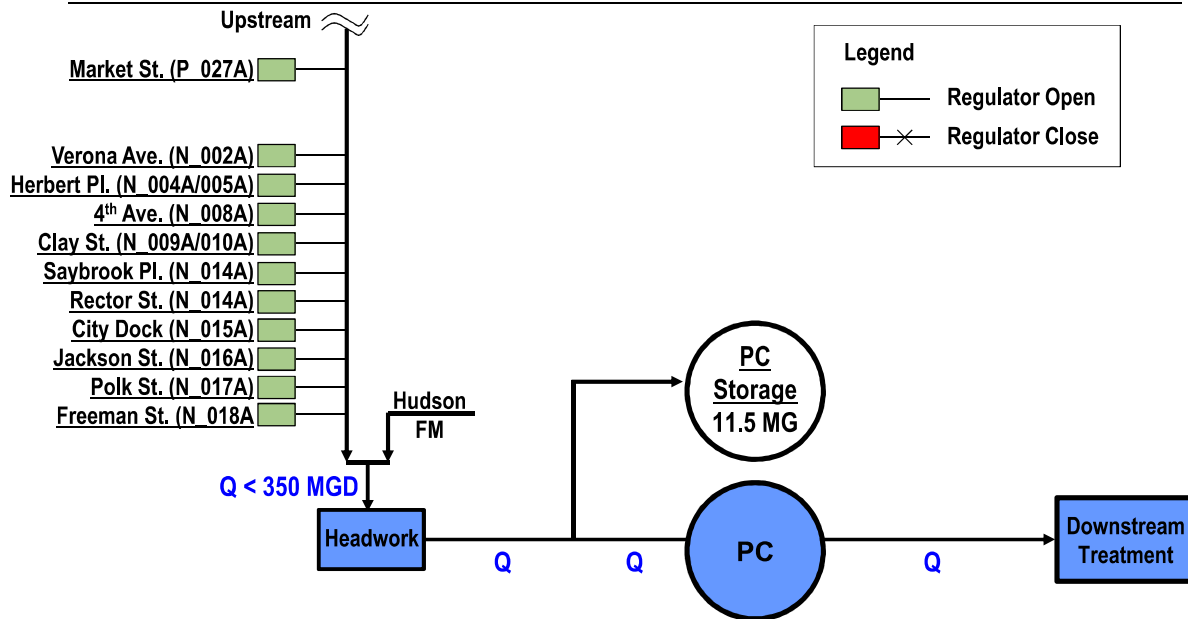 Upstream
Market St. (P_027A)
Verona Ave. (N_002A)
Herbert Pl. (N_004A/005A)
4th Ave. (N_008A)
Clay St. (N_009A/010A)
Saybrook Pl. (N_014A)
Rector St. (N_014A)
City Dock (N_015A)
Jackson St. (N_016A)
Polk St. (N_017A)
Freeman St. (N_018A
Legend
Regulator Open
Regulator Close
Hudson
FM
Q < 350 MGD
Headwork
Q
Q
PC
Storage
11.5 MG
PC
Q
Downstream
Treatment